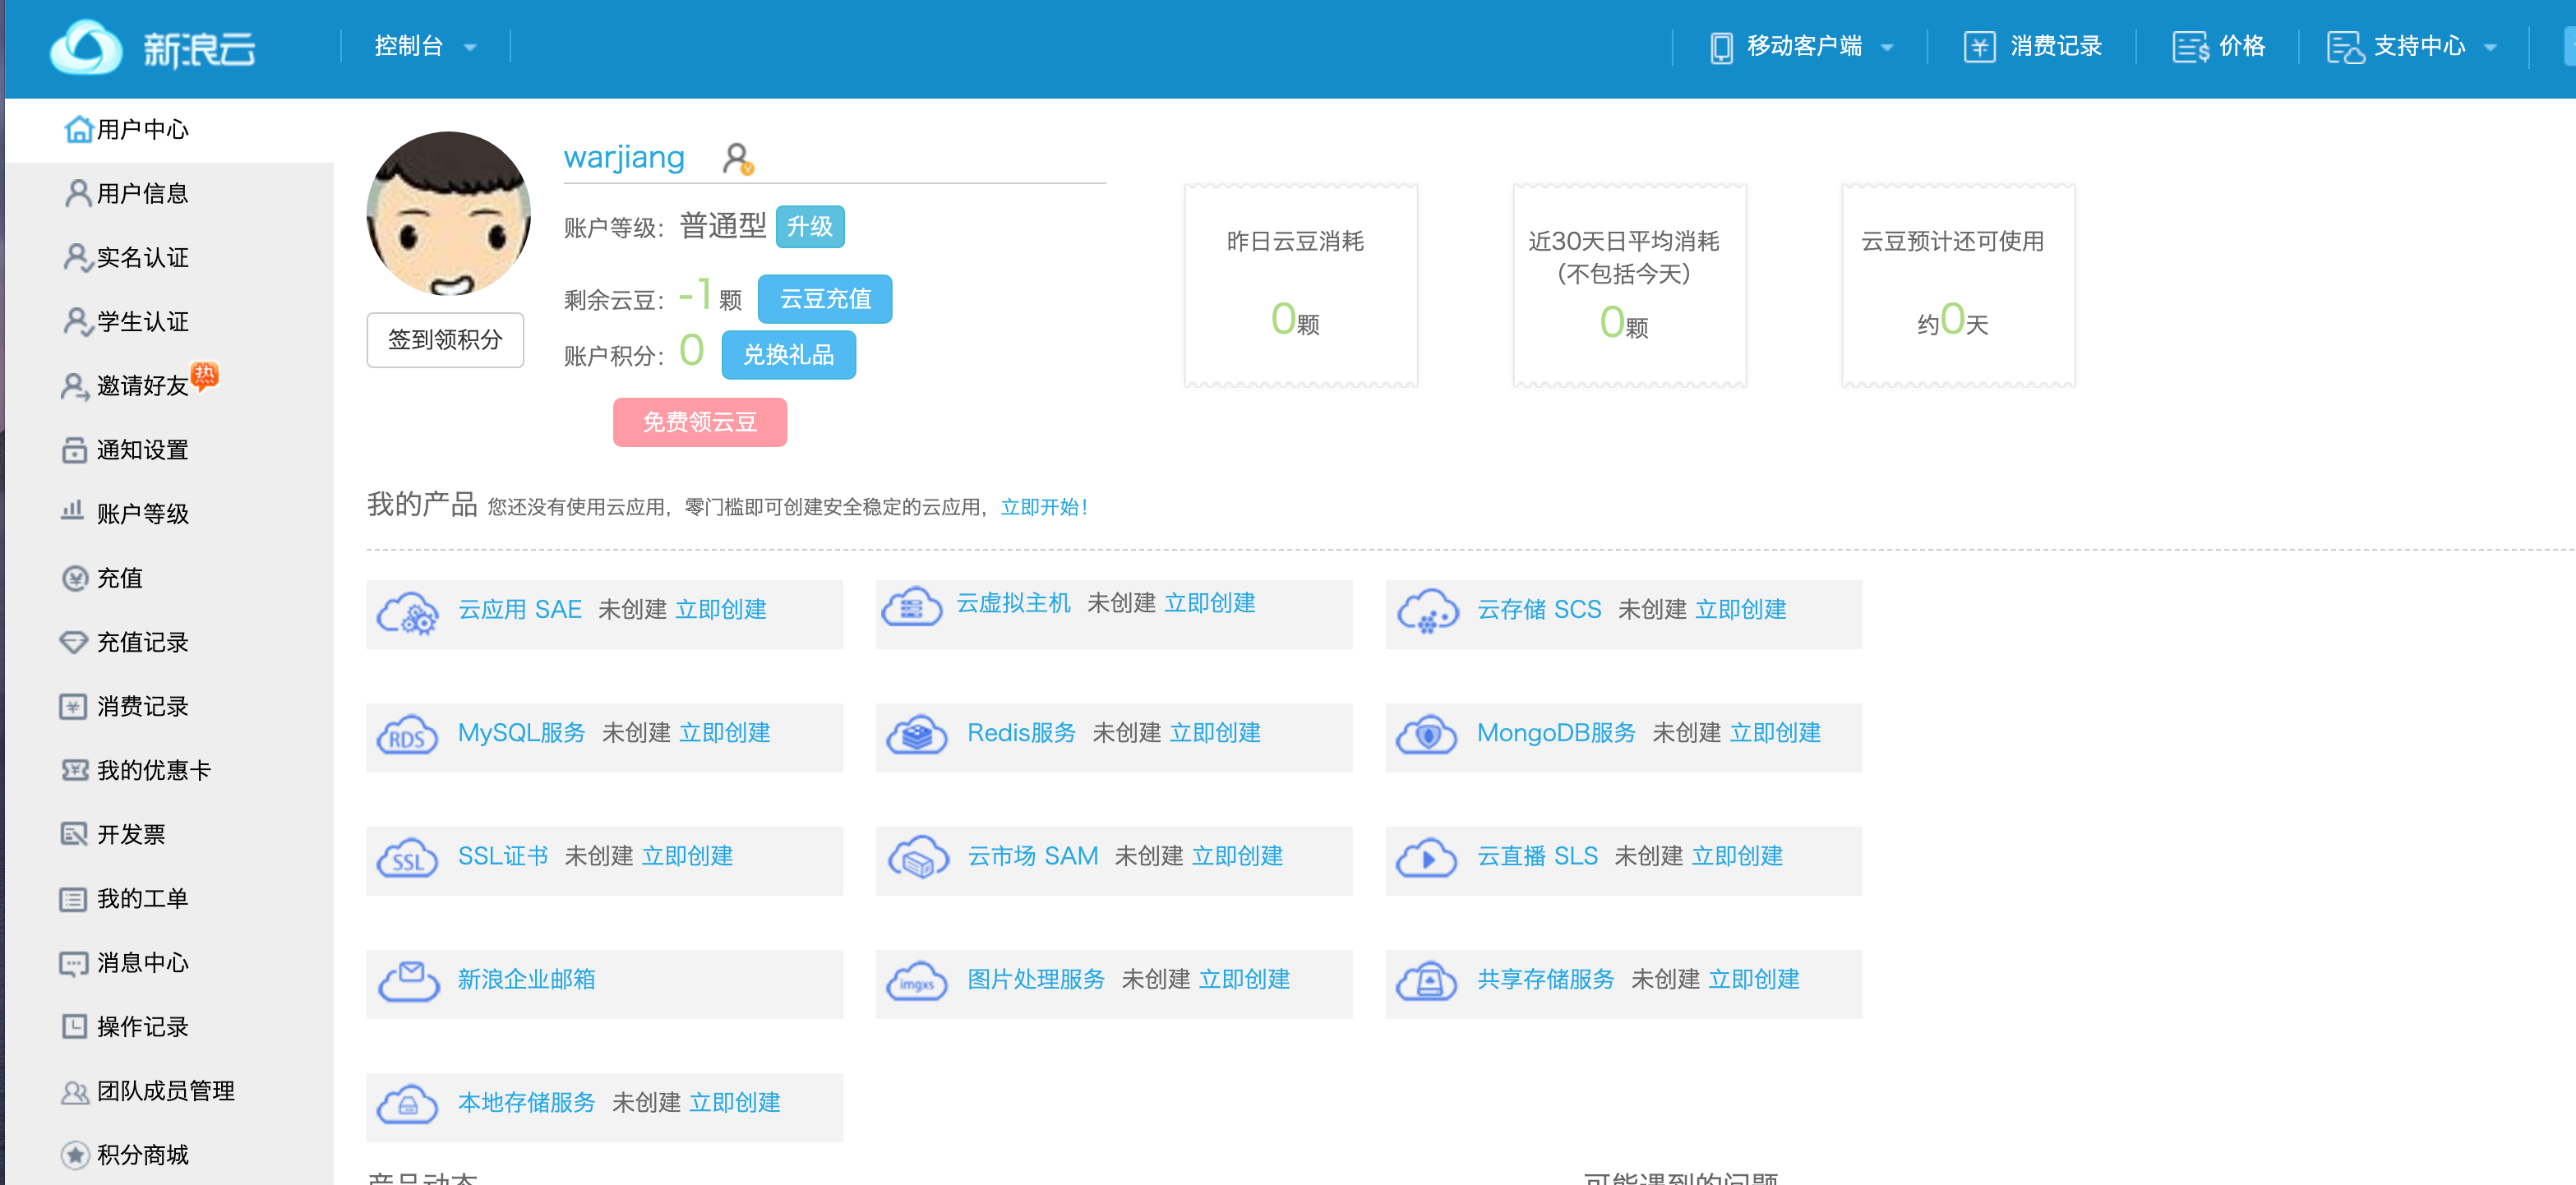 新浪云
控制台
移动客户端
消费记录
价格
支持中心
用户中心
用户信息
实名认证
学生认证
邀请好友 热
通知设置
账户等级
充值
充值记录
消费记录
我的优惠卡
开发票
我的工单
消息中心
操作记录
团队成员管理
积分商城
签到领积分
warjiang
账户等级：普通型 升级
剩余云豆：-1 颗 云豆充值
账户积分：0 兑换礼品
免费领云豆
昨日云豆消耗
0颗
近30天日平均消耗
（不包括今天）
0颗
云豆预计还可使用
约0天
我的产品 您还没有使用云应用，零门槛即可创建安全稳定的云应用，立即开始！
云应用 SAE 未创建 立即创建
云虚拟主机 未创建 立即创建
云存储 SCS 未创建 立即创建
RDS MySQL服务 未创建 立即创建
Redis服务 未创建 立即创建
MongoDB服务 未创建 立即创建
SSL SSL证书 未创建 立即创建
云市场 SAM 未创建 立即创建
云直播 SLS 未创建 立即创建
新浪企业邮箱
imgxs 图片处理服务 未创建 立即创建
共享存储服务 未创建 立即创建
本地存储服务 未创建 立即创建
产品动态
可能遇到的问题